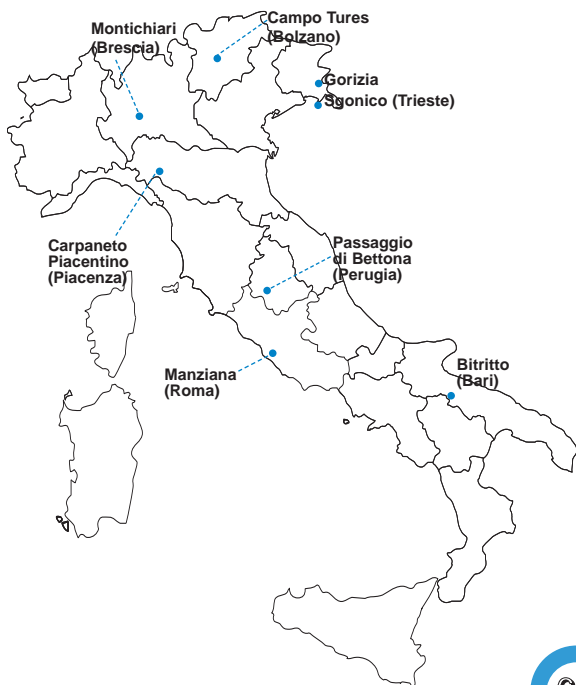 Campo Tures
(Bolzano)
Montichiari
(Brescia)
Gorizia
Sgonico (Trieste)
Carpaneto
Piacentino
(Piacenza)
Passaggio
di Bettona
(Perugia)
Manziana
(Roma)
Bitritto
(Bari)